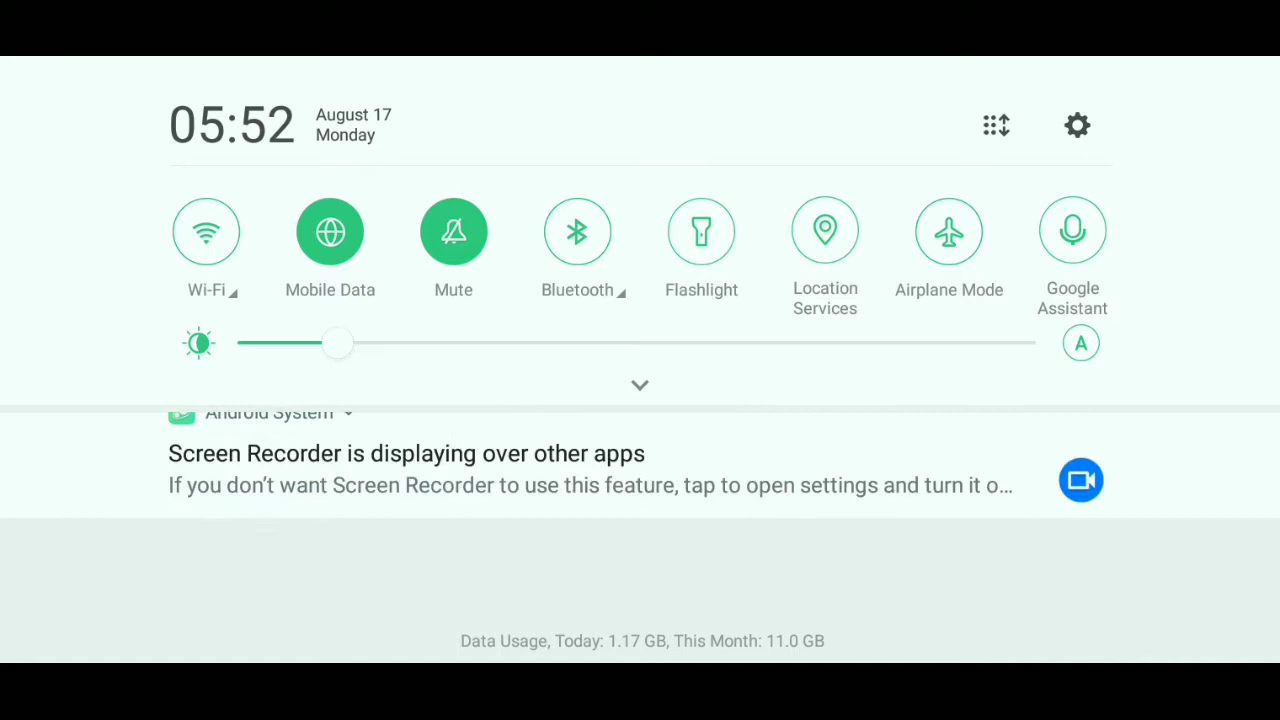 05:52
August 17
Monday
Wi-Fi
Mobile Data
Mute
Bluetooth
Flashlight
Location
Services
Airplane Mode
Google
Assistant
A
Android System
Screen Recorder is displaying over other apps
If you don't want Screen Recorder to use this feature, tap to open settings and turn it o...
Data Usage, Today: 1.17 GB, This Month: 11.0 GB